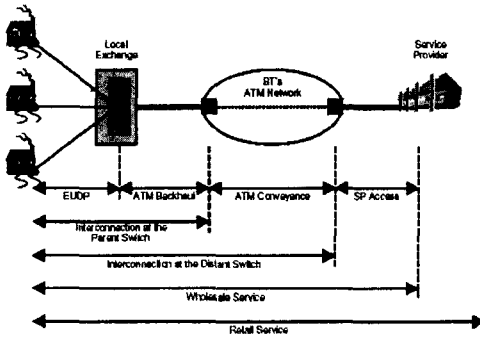 Local
Exchange
Service
Provider
BT's
ATM Network
EUDP
ATM Backhaul
ATM Conveyance
SP Access
Interconnection at the
Parent Switch
Interconnection at the Distant Switch
Wholesale Service
Retail Service